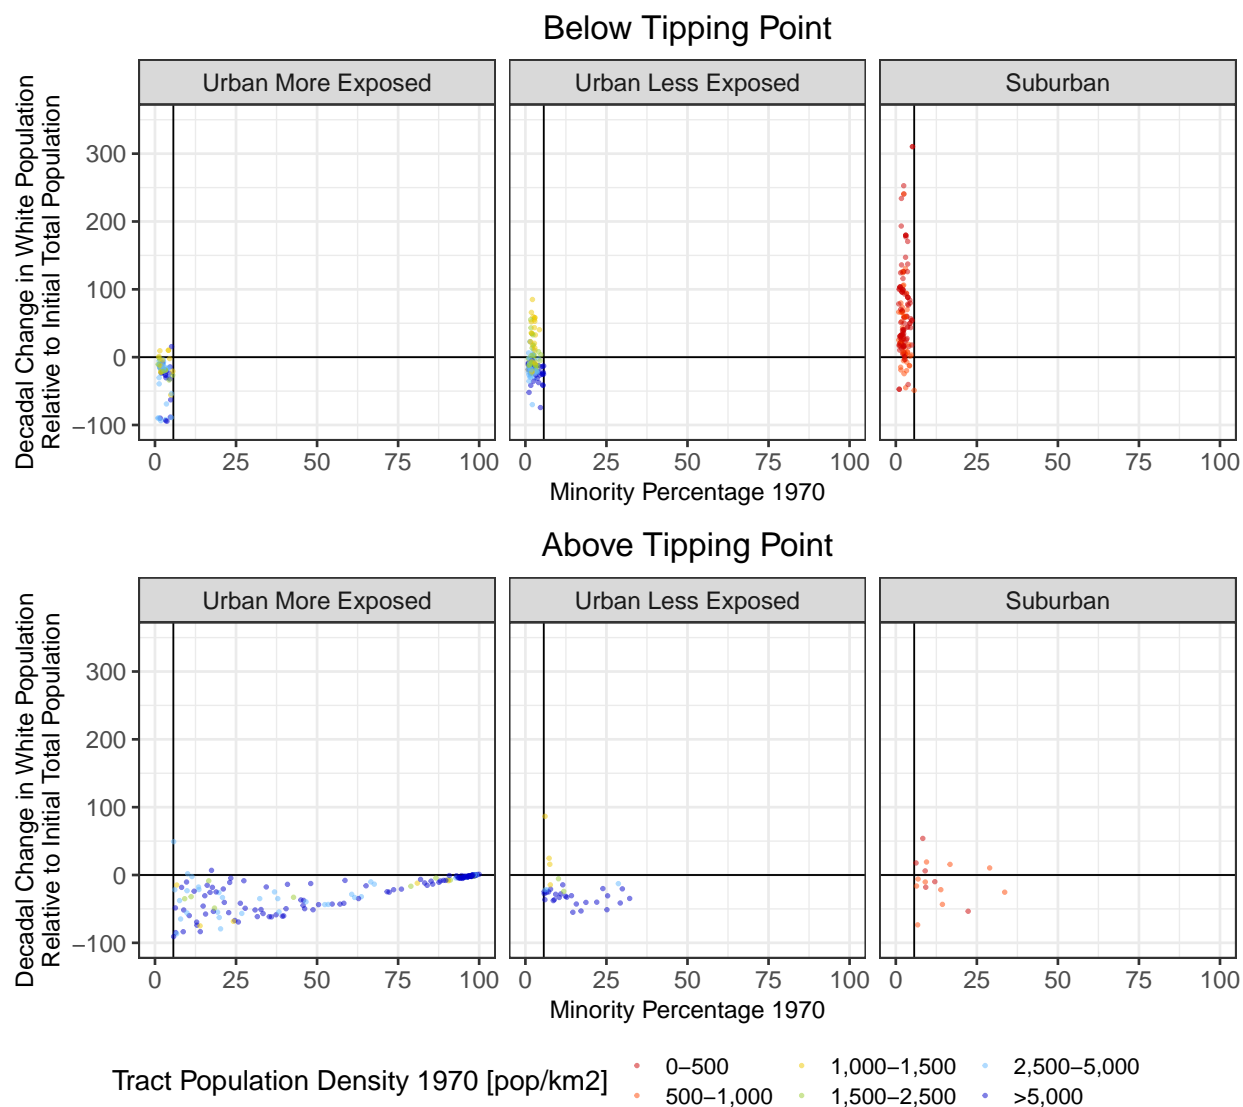 Below Tipping Point
Urban More Exposed
Urban Less Exposed
Suburban
Decadal Change in White Population
Relative to Initial Total Population
300
200
100
0
−100
0 25 50 75 100
0 25 50 75 100
0 25 50 75 100
Minority Percentage 1970
Above Tipping Point
Urban More Exposed
Urban Less Exposed
Suburban
Decadal Change in White Population
Relative to Initial Total Population
300
200
100
0
−100
0 25 50 75 100
0 25 50 75 100
0 25 50 75 100
Minority Percentage 1970
Tract Population Density 1970 [pop/km2]
0−500 1,000−1,500 2,500−5,000
500−1,000 1,500−2,500 >5,000